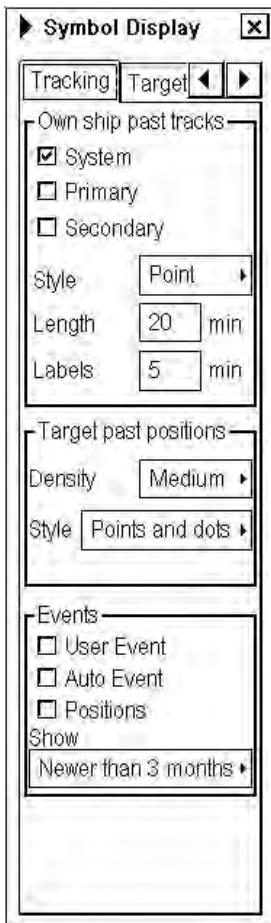 Symbol Display
Tracking Target
Own ship past tracks
System
Primary
Secondary
Style Point
Length 20 min
Labels 5 min
Target past positions
Density Medium
Style Points and dots
Events
User Event
Auto Event
Positions
Show
Newer than 3 months